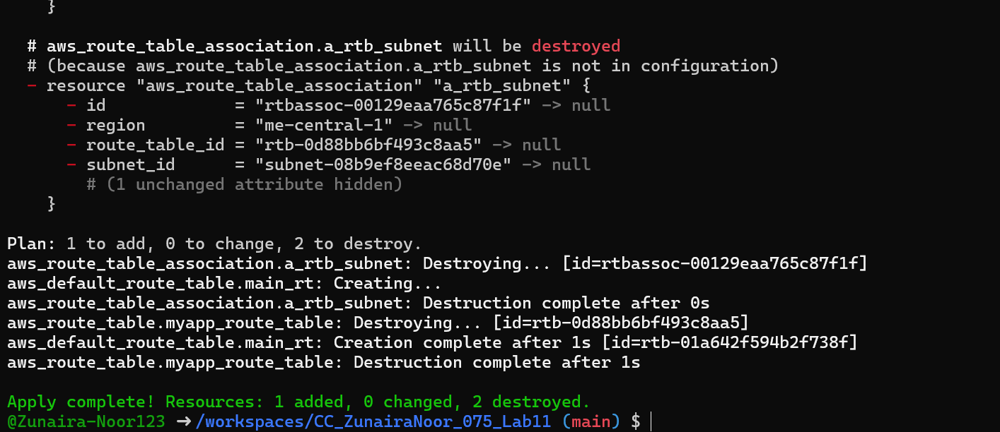 }

  # aws_route_table_association.a_rtb_subnet will be destroyed
  # (because aws_route_table_association.a_rtb_subnet is not in configuration)
  - resource "aws_route_table_association" "a_rtb_subnet" {
      - id             = "rtbassoc-00129eaa765c87f1f" -> null
      - region         = "me-central-1" -> null
      - route_table_id = "rtb-0d88bb6bf493c8aa5" -> null
      - subnet_id      = "subnet-08b9ef8eeac68d70e" -> null
        # (1 unchanged attribute hidden)
    }

Plan: 1 to add, 0 to change, 2 to destroy.
aws_route_table_association.a_rtb_subnet: Destroying... [id=rtbassoc-00129eaa765c87f1f]
aws_default_route_table.main_rt: Creating...
aws_route_table_association.a_rtb_subnet: Destruction complete after 0s
aws_route_table.myapp_route_table: Destroying... [id=rtb-0d88bb6bf493c8aa5]
aws_default_route_table.main_rt: Creation complete after 1s [id=rtb-01a642f594b2f738f]
aws_route_table.myapp_route_table: Destruction complete after 1s

Apply complete! Resources: 1 added, 0 changed, 2 destroyed.
@Zunaira-Noor123 ➜ /workspaces/CC_ZunairaNoor_075_Lab11 (main) $